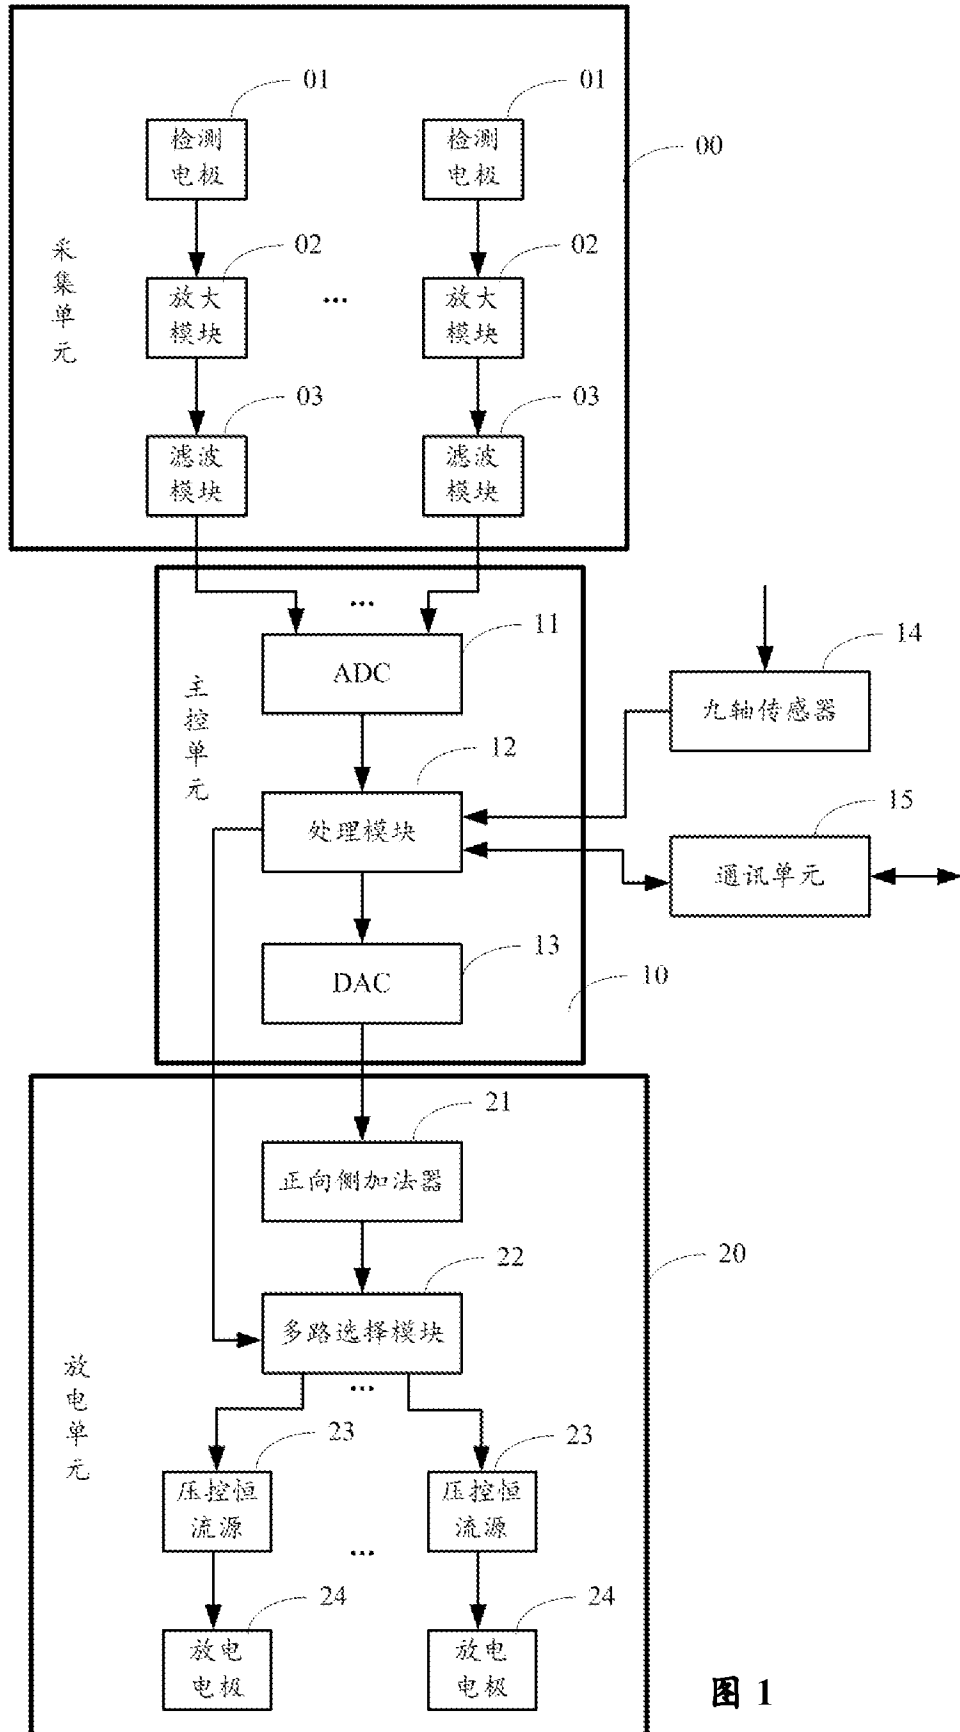 01
01
检测
电极
检测
电极
00
采集单元
02
02
放大
模块
...
放大
模块
03
03
滤波
模块
滤波
模块
...
主控单元
11
ADC
14
九轴传感器
12
处理模块
15
通讯单元
13
DAC
10
21
正向侧加法器
20
22
多路选择模块
...
放电单元
23
23
压控恒
流源
压控恒
流源
...
24
24
放电
电极
放电
电极
图 1